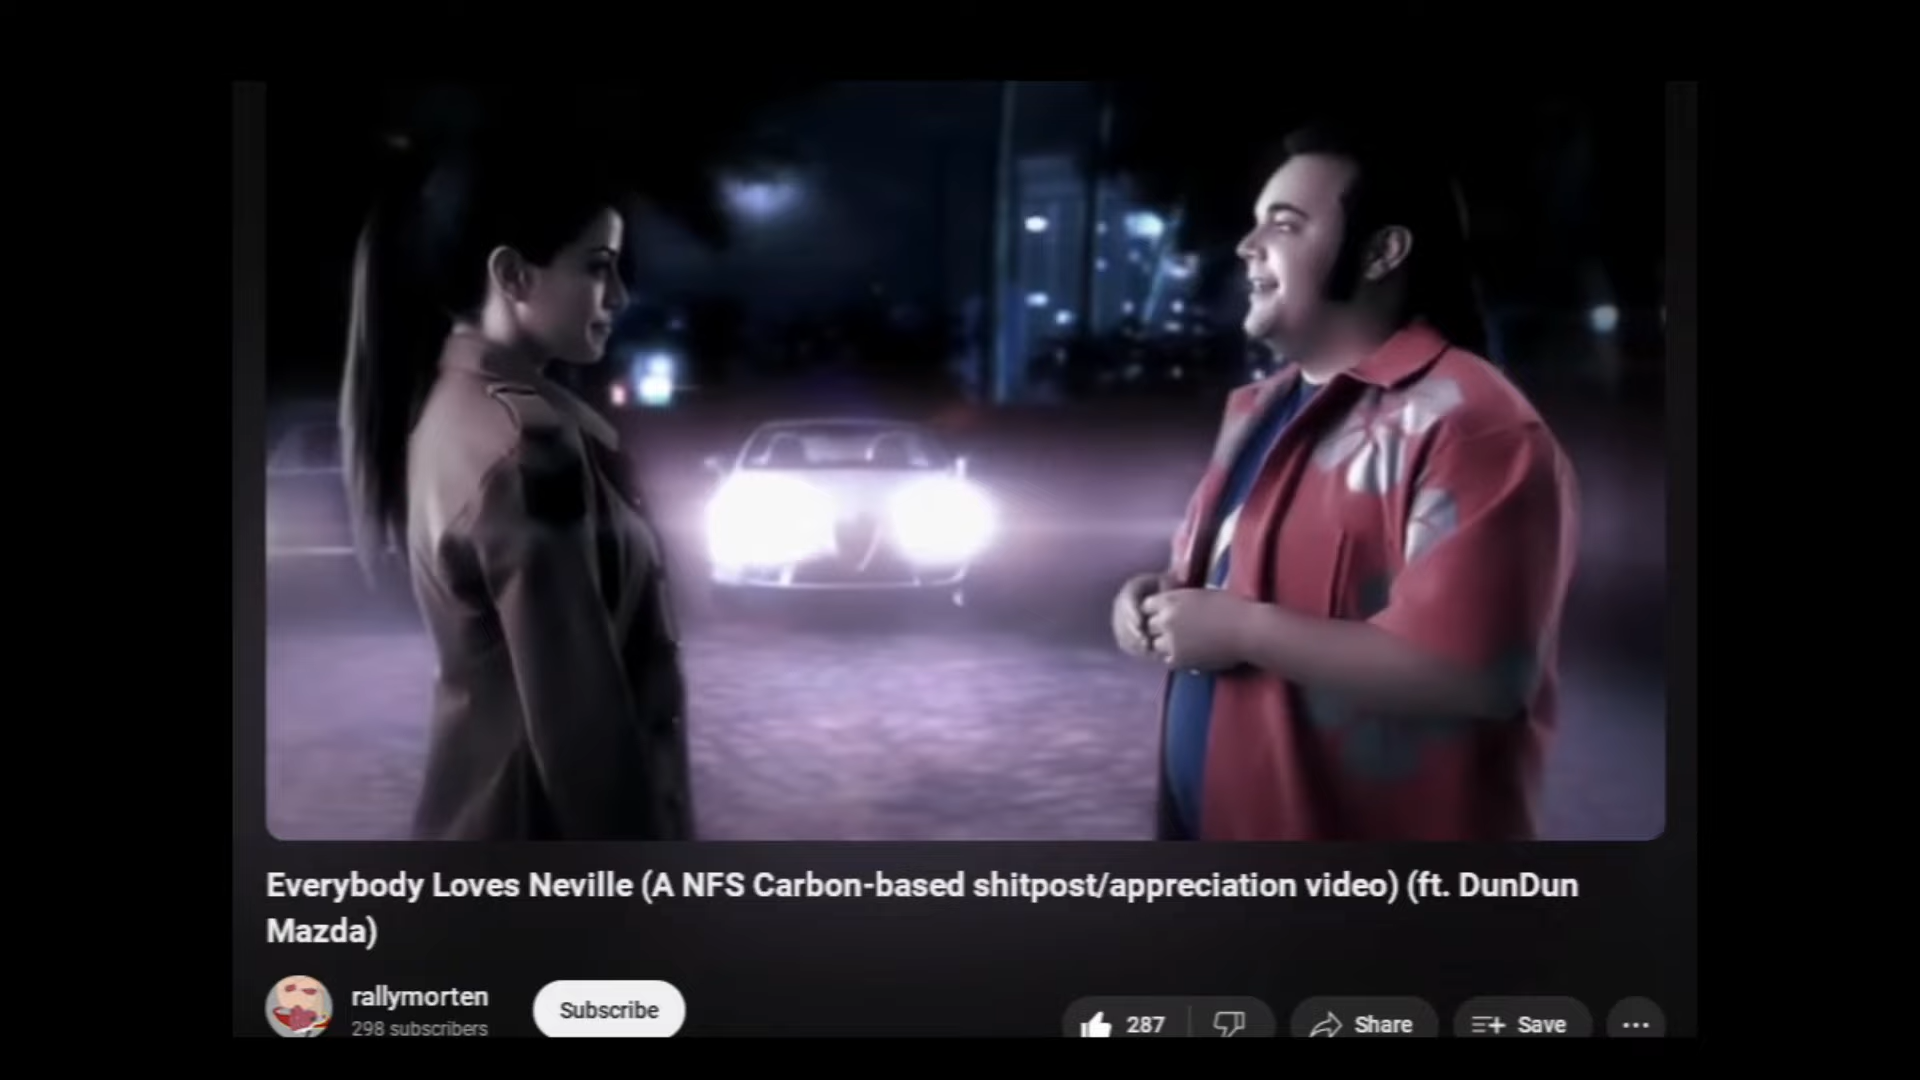 Everybody Loves Neville (A NFS Carbon-based shitpost/appreciation video) (ft. DunDun
Mazda)
rallymorten
298 subscribers
Subscribe
287
Share
Save